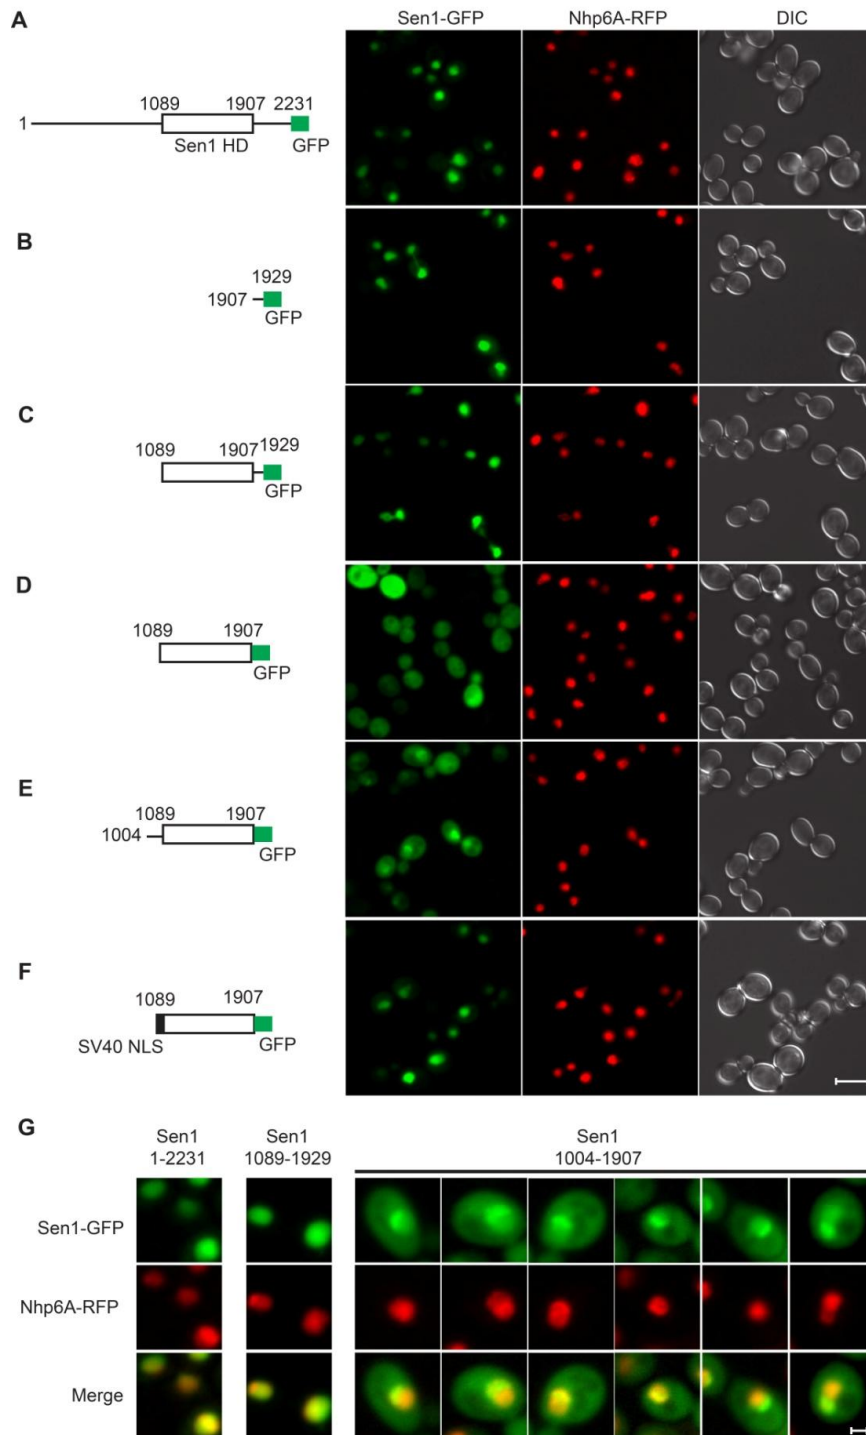 A
Sen1-GFP Nhp6A-RFP DIC
1089 1907 2231
1
Sen1 HD GFP
B
1929
1907
GFP
C
1089 1907 1929
GFP
D
1089 1907
GFP
E
1089 1907
1004
GFP
F
1089 1907
SV40 NLS GFP
G
Sen1 Sen1 Sen1
1-2231 1089-1929 1004-1907
Sen1-GFP
Nhp6A-RFP
Merge